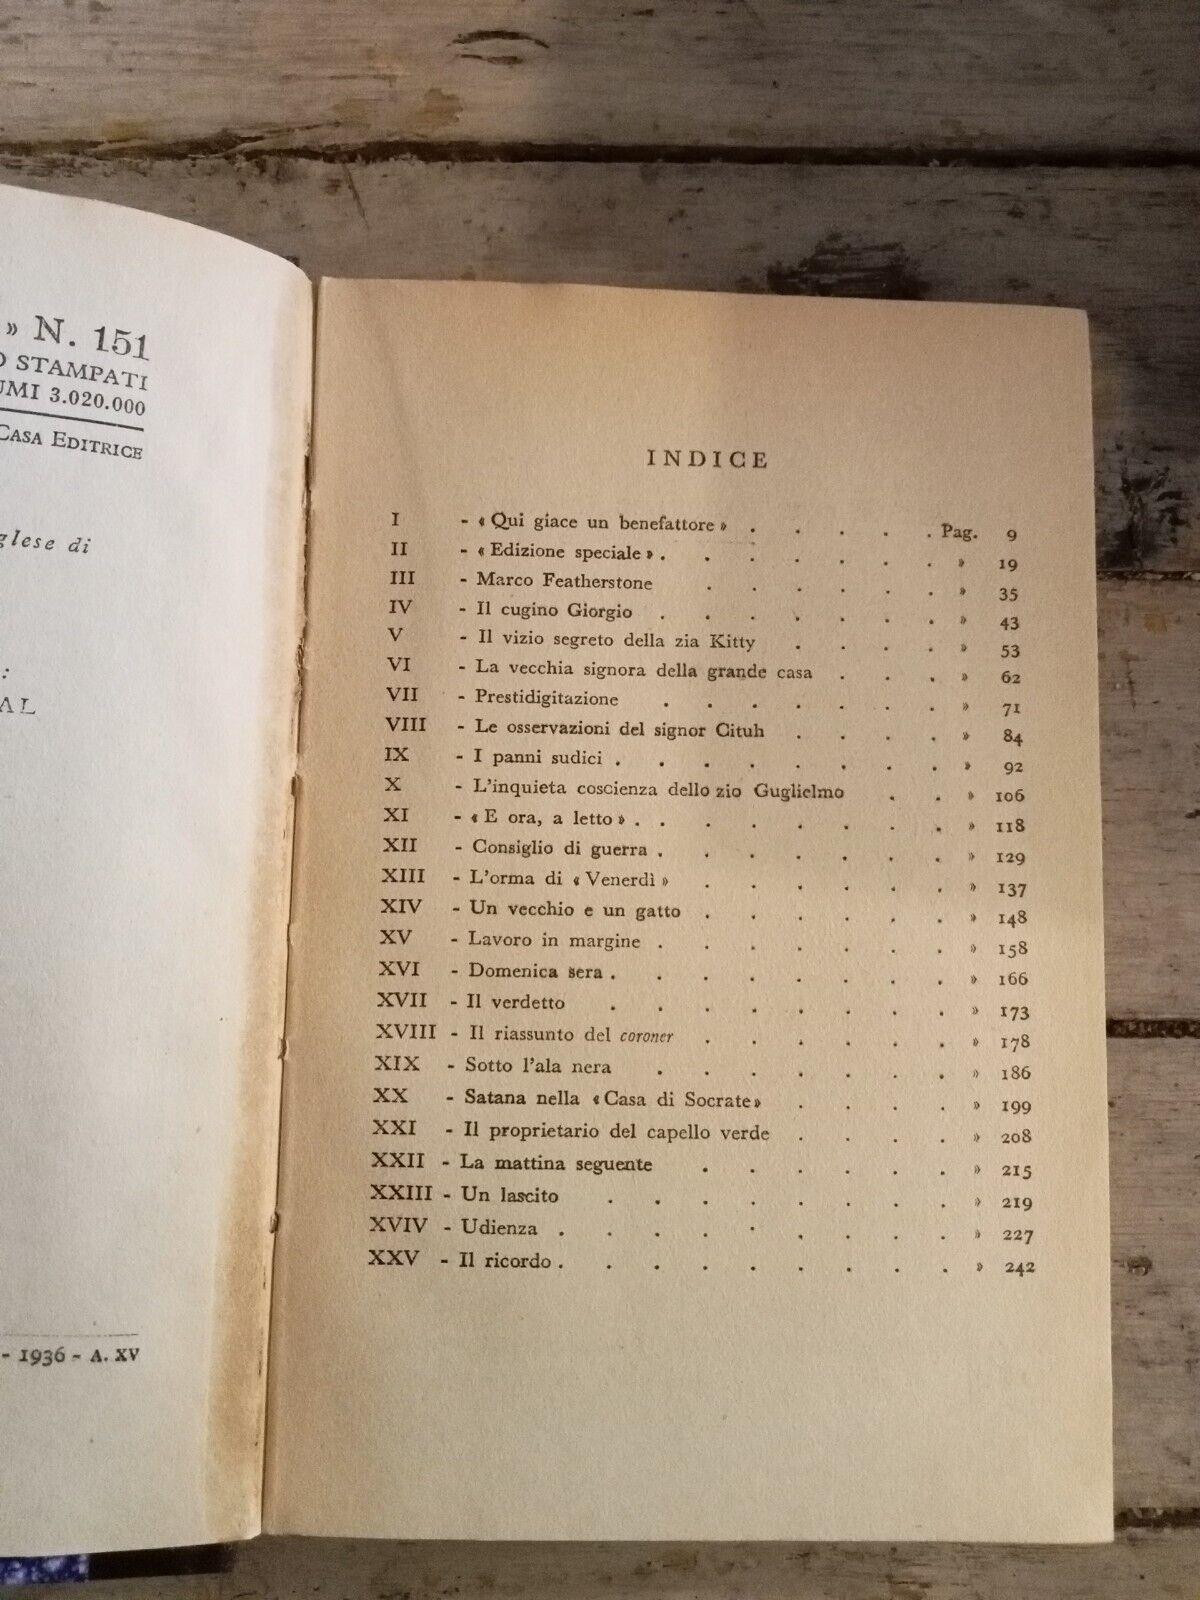 » N. 151
STAMPATI
3.020.000
CASA EDITRICE
di
:
- 1936 - A. XV
INDICE
I - « Qui giace un benefattore » . . . . . Pag. 9
II - « Edizione speciale » . . . . . . . » 19
III - Marco Featherstone . . . . . . » 35
IV - Il cugino Giorgio . . . . . . . » 43
V - Il vizio segreto della zia Kitty . . . . » 53
VI - La vecchia signora della grande casa . . . » 62
VII - Prestidigitazione . . . . . . » 71
VIII - Le osservazioni del signor Cituh . . . . » 84
IX - I panni sudici . . . . . . . . » 92
X - L'inquieta coscienza dello zio Guglielmo . . » 106
XI - « E ora, a letto » . . . . . . . . » 118
XII - Consiglio di guerra . . . . . . . » 129
XIII - L'orma di « Venerdì » . . . . . . » 137
XIV - Un vecchio e un gatto . . . . . . » 148
XV - Lavoro in margine . . . . . . . » 158
XVI - Domenica sera . . . . . . . . » 166
XVII - Il verdetto . . . . . . . . » 173
XVIII - Il riassunto del coroner . . . . . . » 178
XIX - Sotto l'ala nera . . . . . . . » 186
XX - Satana nella « Casa di Socrate » . . . . » 199
XXI - Il proprietario del capello verde . . . . » 208
XXII - La mattina seguente . . . . . . » 215
XXIII - Un lascito . . . . . . . . » 219
XVIV - Udienza . . . . . . . . » 227
XXV - Il ricordo . . . . . . . . . » 242